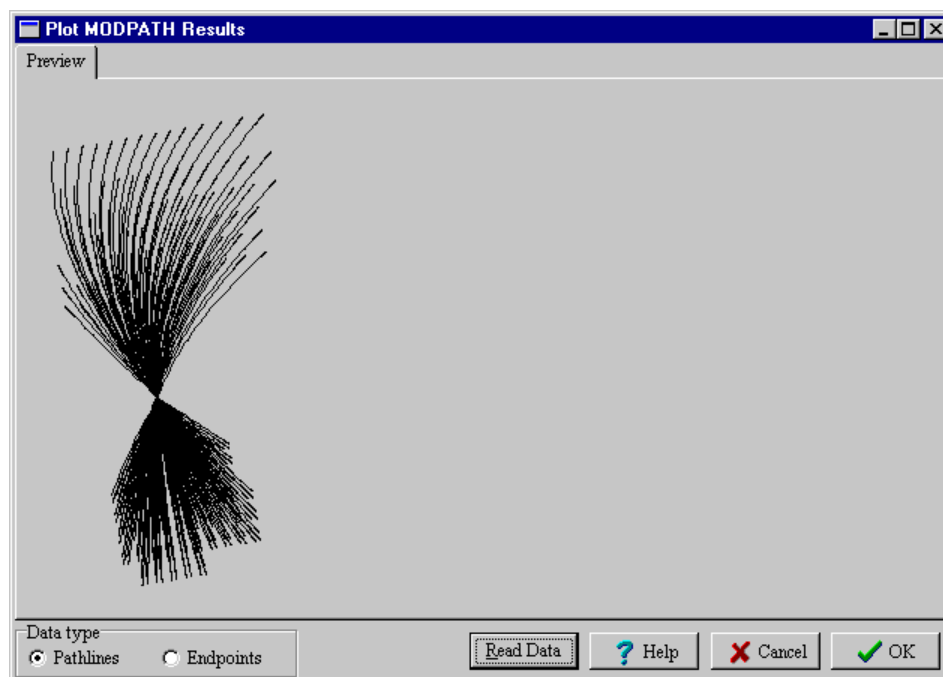 Plot MODPATH Results
Preview
Data type
Pathlines Endpoints
Read Data Help Cancel OK